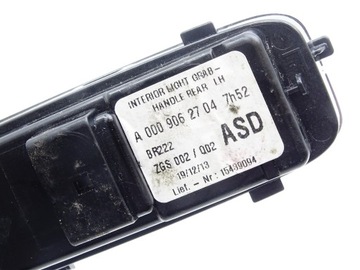 INTERIOR LIGHT GRAB-
HANDLE REAR LH
A 000 906 27 04 7h52
BR222 ASD
ZGS 002 / 002
19/12/13
Lief. - Nr: 15499094